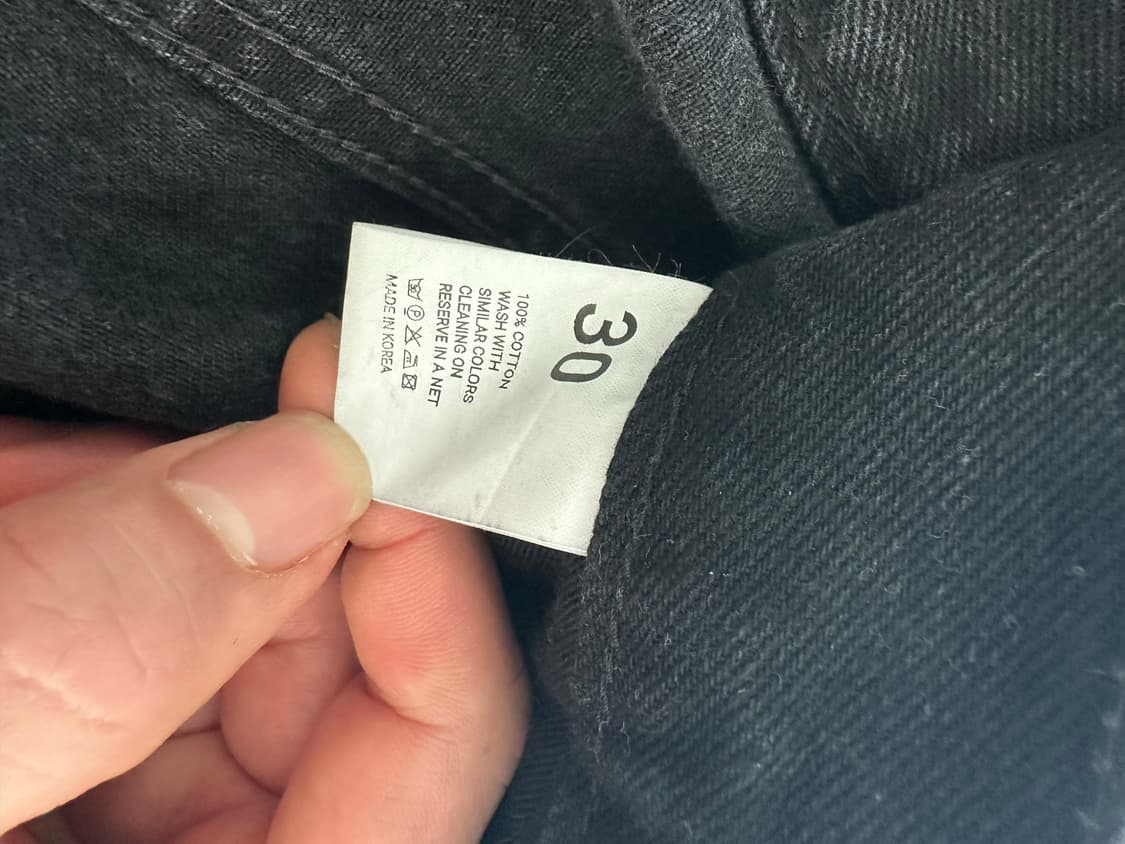 30
100% COTTON
WASH WITH
SIMILAR COLORS
CLEANING ON
RESERVE IN A NET
MADE IN KOREA